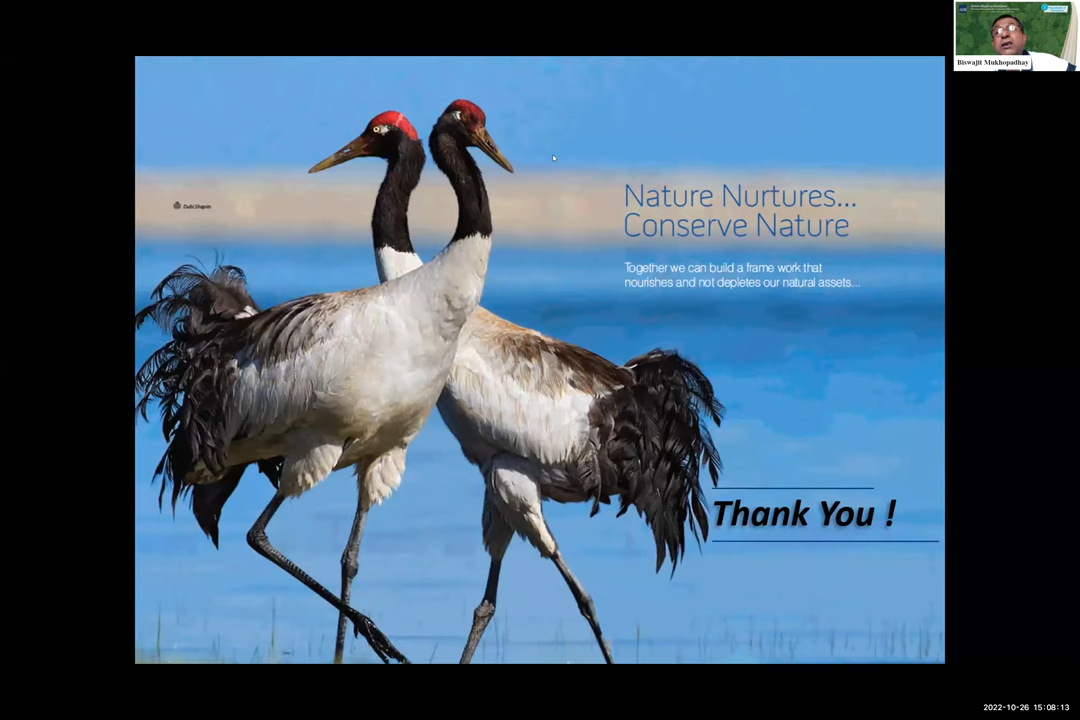 Biswajit Mukhopadhay
Nature Nurtures...
Conserve Nature
Together we can build a frame work that
nourishes and not depletes our natural assets...
Thank You !
2022-10-26 15:08:13